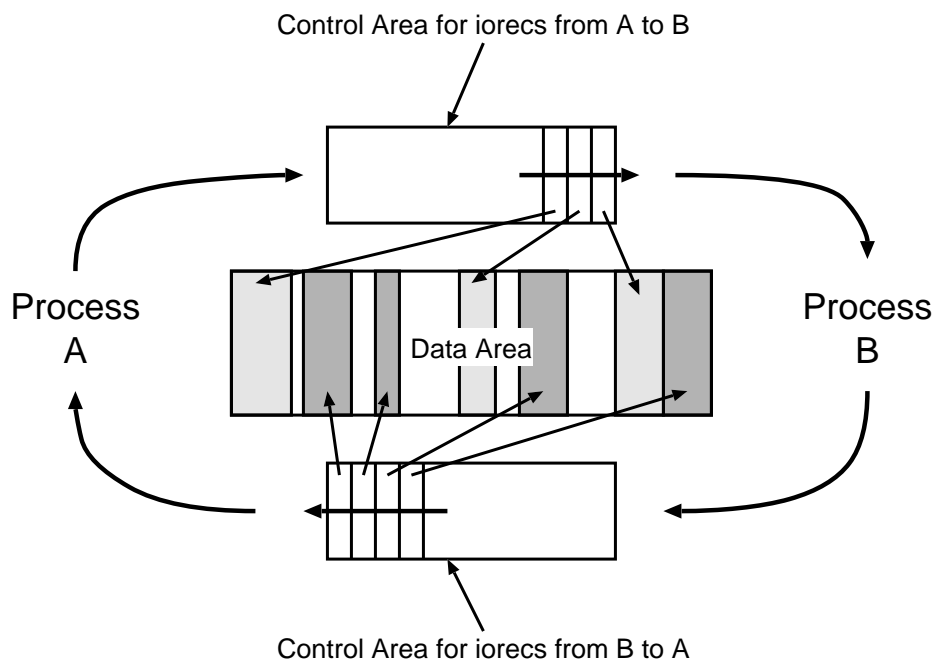 Control Area for iorecs from A to B
Process
A
Process
B
Data Area
Control Area for iorecs from B to A